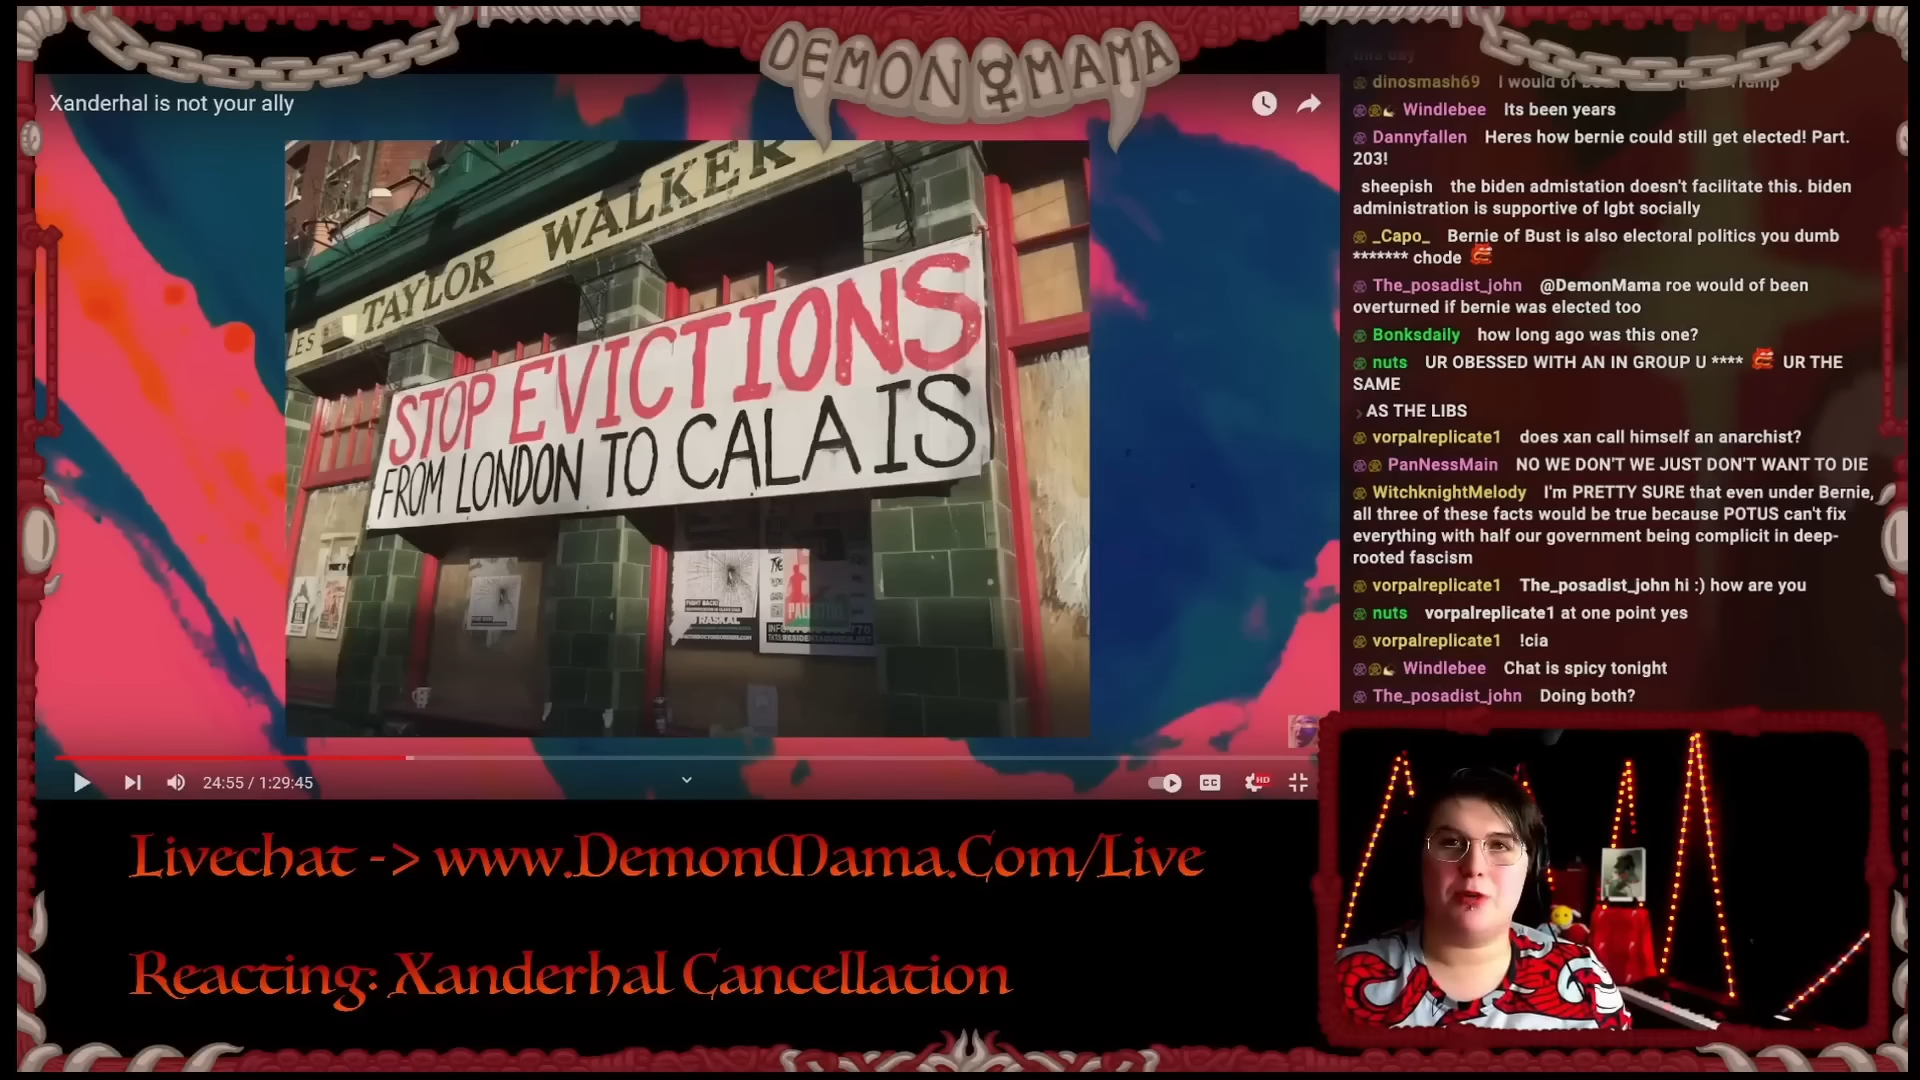 DEMON MAMA
Xanderhal is not your ally
TAYLOR WALKER
STOP EVICTIONS
FROM LONDON TO CALAIS
FIGHT BACK!
RASKAL
24:55 / 1:29:45
CC
HD
this day
dinosmash69 I would of
Windlebee Its been years
Dannyfallen Heres how bernie could still get elected! Part.
203!
sheepish the biden admistation doesn't facilitate this. biden
administration is supportive of lgbt socially
_Capo_ Bernie of Bust is also electoral politics you dumb
******* chode
The_posadist_john @DemonMama roe would of been
overturned if bernie was elected too
Bonksdaily how long ago was this one?
nuts UR OBESSED WITH AN IN GROUP U **** UR THE
SAME
AS THE LIBS
vorpalreplicate1 does xan call himself an anarchist?
PanNessMain NO WE DON'T WE JUST DON'T WANT TO DIE
WitchknightMelody I'm PRETTY SURE that even under Bernie,
all three of these facts would be true because POTUS can't fix
everything with half our government being complicit in deep-
rooted fascism
vorpalreplicate1 The_posadist_john hi :) how are you
nuts vorpalreplicate1 at one point yes
vorpalreplicate1 !cia
Windlebee Chat is spicy tonight
The_posadist_john Doing both?
Livechat -> www.DemonMama.Com/Live
Reacting: Xanderhal Cancellation